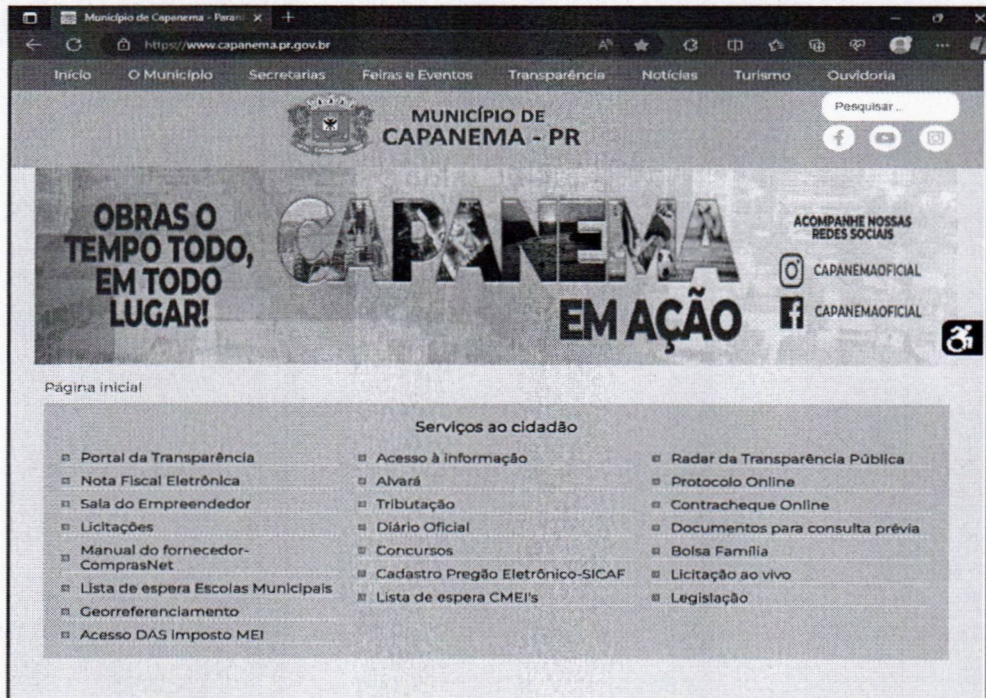 Município de Capanema - Paraná
https://www.capanema.pr.gov.br
Início O Município Secretarias Feiras e Eventos Transparência Notícias Turismo Ouvidoria
MUNICÍPIO DE
CAPANEMA - PR
Pesquisar...
OBRAS O
TEMPO TODO,
EM TODO
LUGAR!
CAPANEMA
EM AÇÃO
ACOMPANHE NOSSAS
REDES SOCIAIS
CAPANEMAOFICIAL
CAPANEMAOFICIAL
Página inicial
Serviços ao cidadão
Portal da Transparência
Nota Fiscal Eletrônica
Sala do Empreendedor
Licitações
Manual do fornecedor-
ComprasNet
Lista de espera Escolas Municipais
Georreferenciamento
Acesso DAS Imposto MEI
Acesso à informação
Alvará
Tributação
Diário Oficial
Concursos
Cadastro Pregão Eletrônico-SICAF
Lista de espera CMEI's
Radar da Transparência Pública
Protocolo Online
Contracheque Online
Documentos para consulta prévia
Bolsa Família
Licitação ao vivo
Legislação